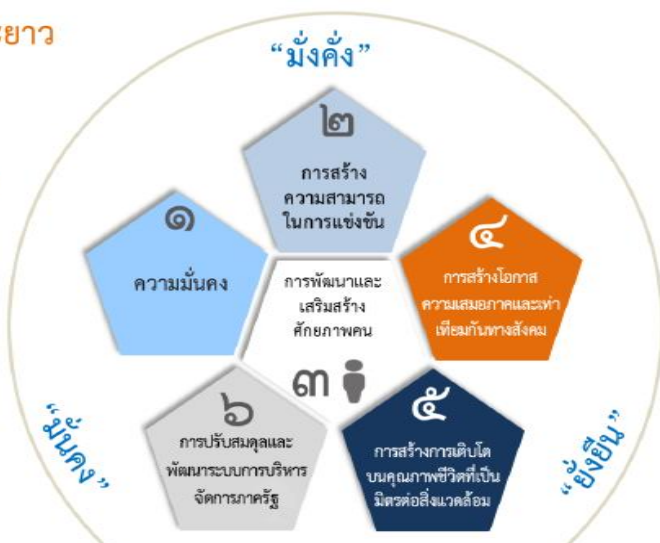 ยาว
“มั่งคั่ง”
๒
การสร้าง
ความสามารถ
ในการแข่งขัน
๑
ความมั่นคง
การพัฒนาและ
เสริมสร้าง
ศักยภาพคน
๓
๔
การสร้างโอกาส
ความเสมอภาคและเท่า
เทียมกันทางสังคม
๖
การปรับสมดุลและ
พัฒนาระบบการบริหาร
จัดการภาครัฐ
๕
การสร้างการเติบโต
บนคุณภาพชีวิตที่เป็น
มิตรต่อสิ่งแวดล้อม
“มั่นคง”
“ยั่งยืน”